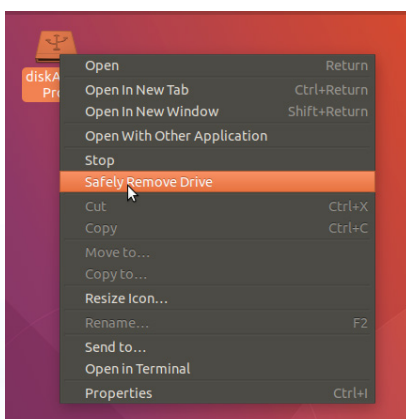 diskA
Pro
Open Return
Open In New Tab Ctrl+Return
Open In New Window Shift+Return
Open With Other Application
Stop
Safely Remove Drive
Cut Ctrl+X
Copy Ctrl+C
Move to...
Copy to...
Resize Icon...
Rename... F2
Send to...
Open in Terminal
Properties Ctrl+I